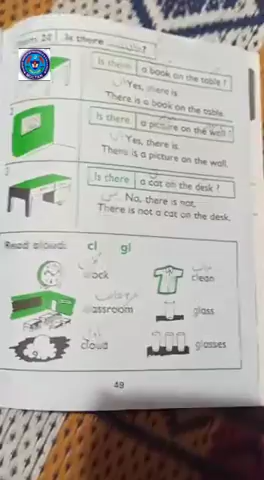 Is there
Is there a book on the table ?
Yes, there is
There is a book on the table.
2
Is there a picture on the wall ?
Yes, there is.
There is a picture on the wall.
3
Is there a cat on the desk ?
No, there is not.
There is not a cat on the desk.
Read aloud: cl gl
clock clean
classroom glass
cloud glasses
49